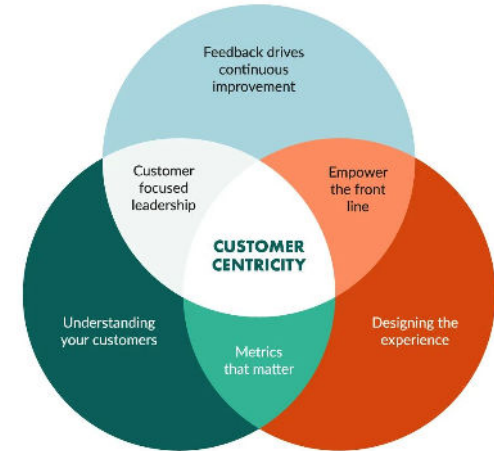 Feedback drives
continuous
improvement
Customer
focused
leadership
Empower
the front
line
CUSTOMER
CENTRICITY
Understanding
your customers
Designing the
experience
Metrics
that matter